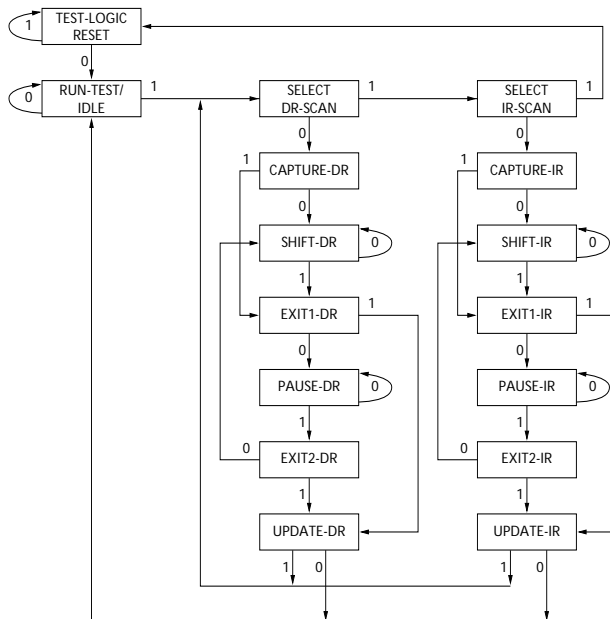 1
TEST-LOGIC
RESET
0
0
RUN-TEST/
IDLE
1
SELECT
DR-SCAN
1
SELECT
IR-SCAN
1
0
0
1
CAPTURE-DR
1
CAPTURE-IR
0
0
SHIFT-DR
0
SHIFT-IR
0
1
1
EXIT1-DR
1
EXIT1-IR
1
0
0
PAUSE-DR
0
PAUSE-IR
0
1
1
0
EXIT2-DR
0
EXIT2-IR
1
1
UPDATE-DR
UPDATE-IR
1
0
1
0